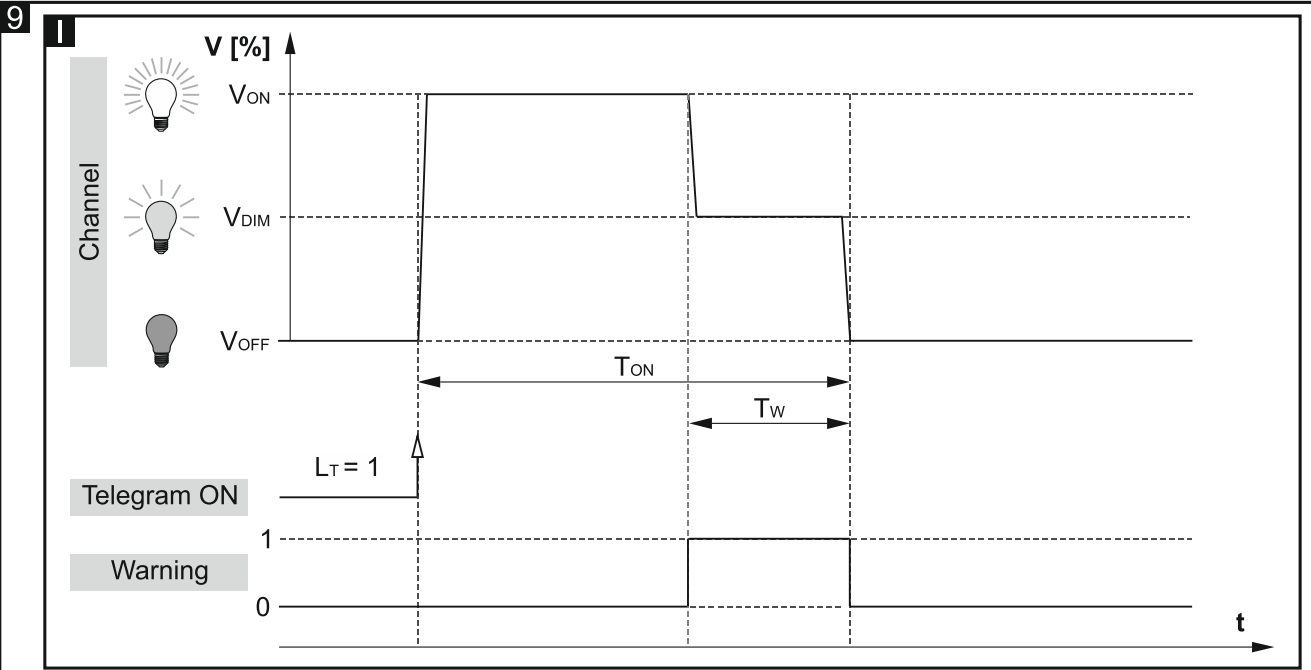 9
I
V [%]
VON
Channel
VDIM
VOFF
TON
TW
LT = 1
Telegram ON
1
Warning
0
t